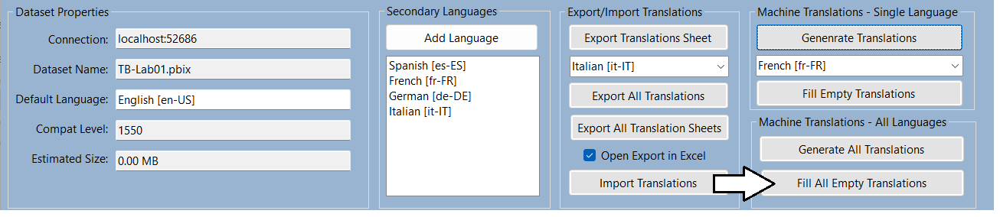 Dataset Properties
Connection: localhost:52686
Dataset Name: TB-Lab01.pbix
Default Language: English [en-US]
Compat Level: 1550
Estimated Size: 0.00 MB
Secondary Languages
Add Language
Spanish [es-ES]
French [fr-FR]
German [de-DE]
Italian [it-IT]
Export/Import Translations
Export Translations Sheet
Italian [it-IT]
Export All Translations
Export All Translation Sheets
Open Export in Excel
Import Translations
Machine Translations - Single Language
Genenrate Translations
French [fr-FR]
Fill Empty Translations
Machine Translations - All Languages
Generate All Translations
Fill All Empty Translations